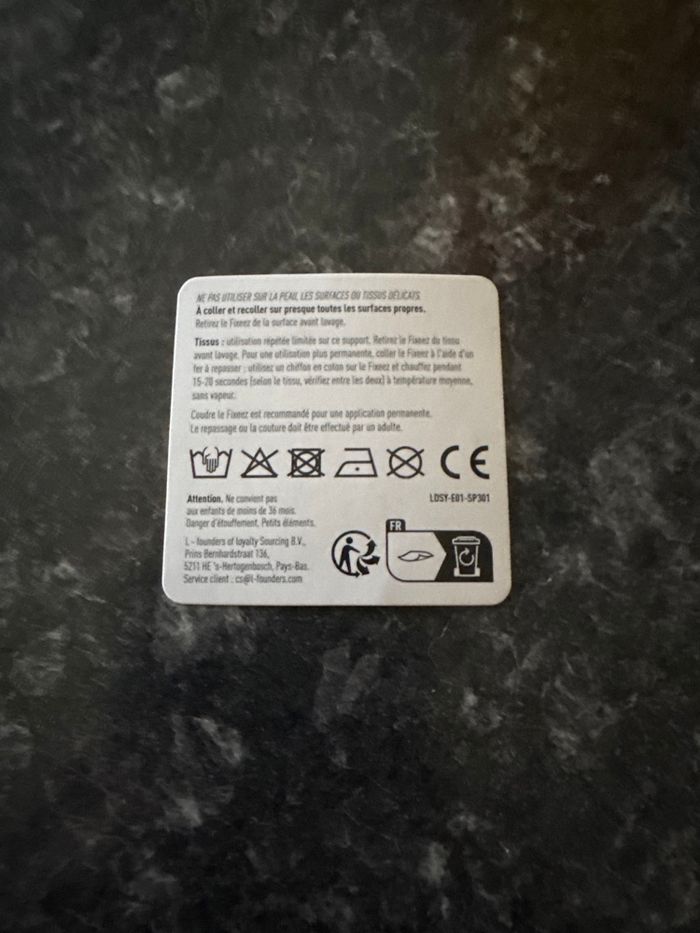 NE PAS UTILISER SUR LA PEAU, LES SURFACES OU TISSUS DÉLICATS.
À coller et recoller sur presque toutes les surfaces propres.
Retirez le Fixeez de la surface avant lavage.
Tissus : utilisation répétée limitée sur ce support. Retirez le Fixeez du tissu
avant lavage. Pour une utilisation plus permanente, coller le Fixeez à l'aide d'un
fer à repasser ; utilisez un chiffon en coton sur le Fixeez et chauffez pendant
15-20 secondes (selon le tissu, vérifiez entre les deux) à température moyenne,
sans vapeur.
Coudre le Fixeez est recommandé pour une application permanente.
Le repassage ou la couture doit être effectué par un adulte.
CE
Attention. Ne convient pas
aux enfants de moins de 36 mois.
Danger d'étouffement. Petits éléments.
LDSY-E01-SP301
L - founders of loyalty Sourcing B.V.,
Prins Bernhardstraat 136,
5211 HE 's-Hertogenbosch, Pays-Bas.
Service client : cs@l-founders.com
FR